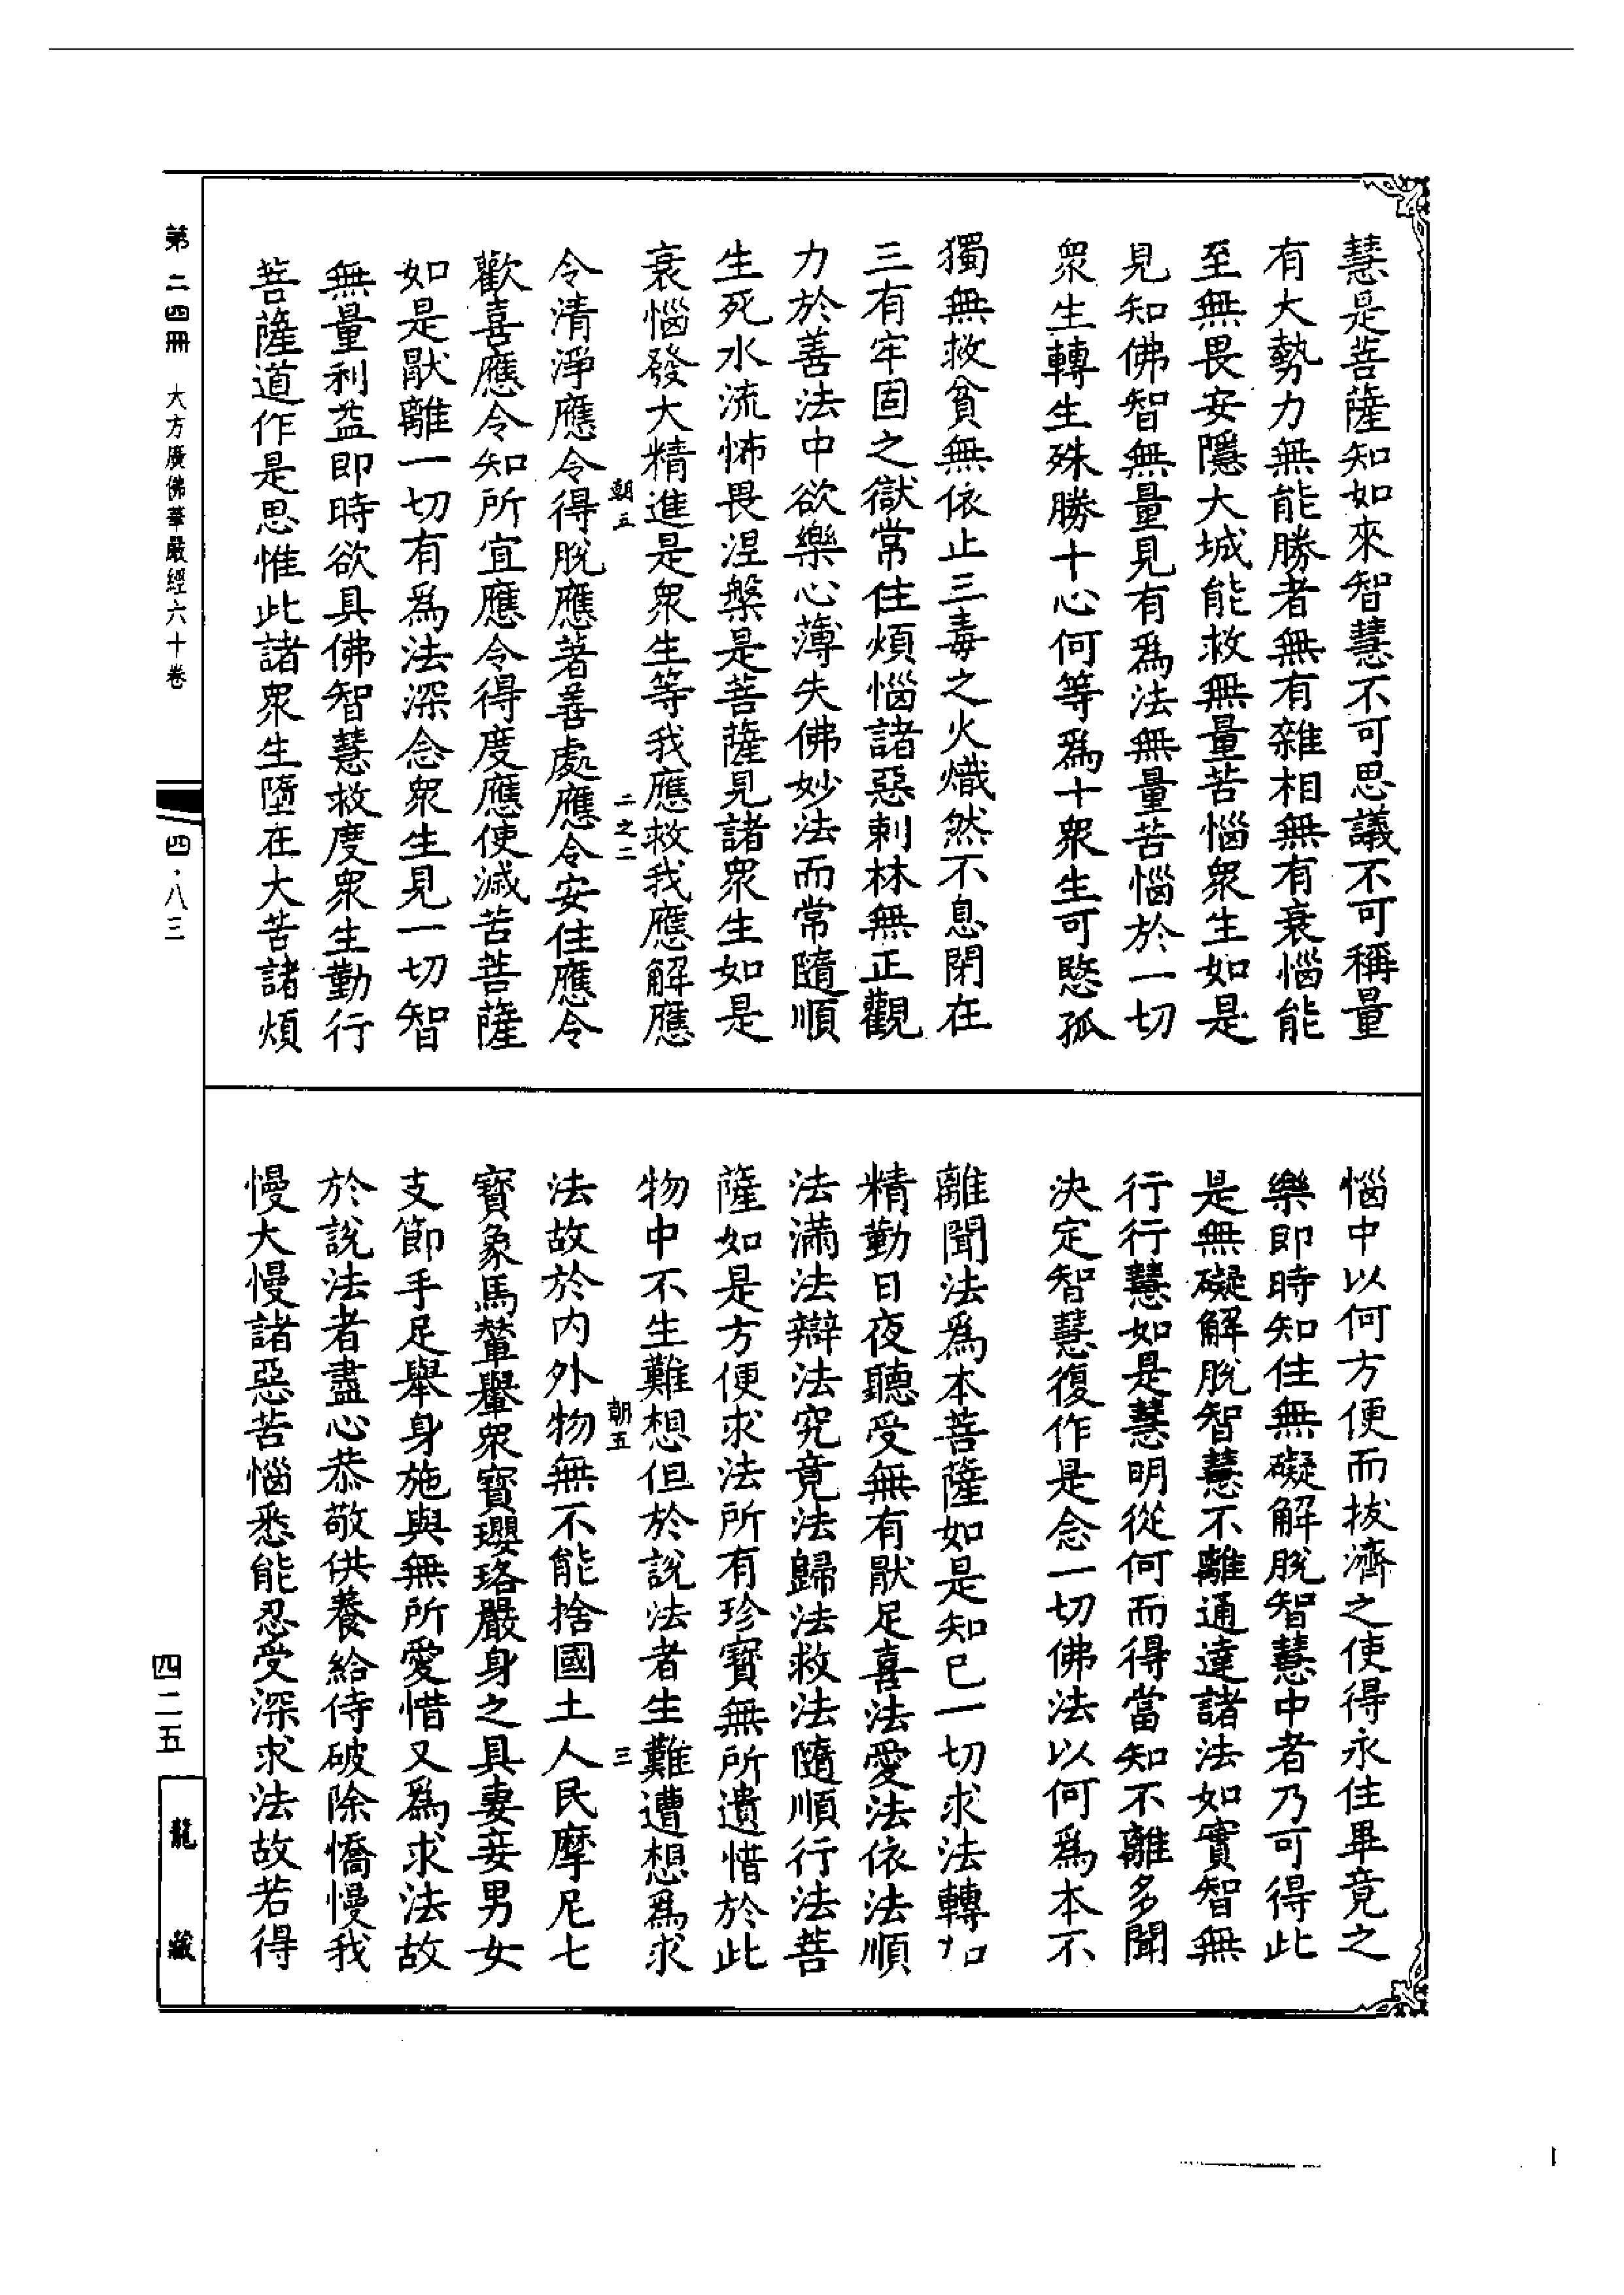 慧是菩薩知如來智慧不可思議不可稱量
有大勢力無能勝者無有雜相無有衰惱能
至無畏安隱大城能救無量苦惱衆生如是
見知佛智無量見有爲法無量苦惱於一切
衆生轉生殊勝十心何等爲十衆生可愍孤
獨無救貧無依止三毒之火熾然不息閉在
三有牢固之獄常住煩惱諸惡剌林無正觀
力於善法中欲樂心薄失佛妙法而常隨順
生死水流怖畏涅槃是菩薩見諸衆生如是
衰惱發大精進是衆生等我應救我應解應
朝五 二之二
令清淨應令得脫應著善處應令安住應令
歡喜應令知所宜應令得度應使滅苦菩薩
如是猒離一切有爲法深念衆生見一切智
無量利益即時欲具佛智慧救度衆生勤行
菩薩道作是思惟此諸衆生墮在大苦諸煩
惱中以何方便而拔濟之使得永住畢竟之
樂即時知住無礙解脫智慧中者乃可得此
是無礙解脫智慧不離通達諸法如實智無
行行慧如是慧明從何而得當知不離多聞
決定智慧復作是念一切佛法以何爲本不
離聞法爲本菩薩如是知已一切求法轉加
精勤日夜聽受無有猒足喜法愛法依法順
法滿法辯法究竟法歸法救法隨順行法菩
薩如是方便求法所有珍寶無所遺惜於此
物中不生難想但於說法者生難遭想爲求
朝五 三
法故於內外物無不能捨國土人民摩尼七
寶象馬輦轝衆寶瓔珞嚴身之具妻妾男女
支節手足舉身施與無所愛惜又爲求法故
於說法者盡心恭敬供養給侍破除憍慢我
慢大慢諸惡苦惱悉能忍受深求法故若得
第二四冊 大方廣佛華嚴經六十卷 四·八三
四二五
龍藏